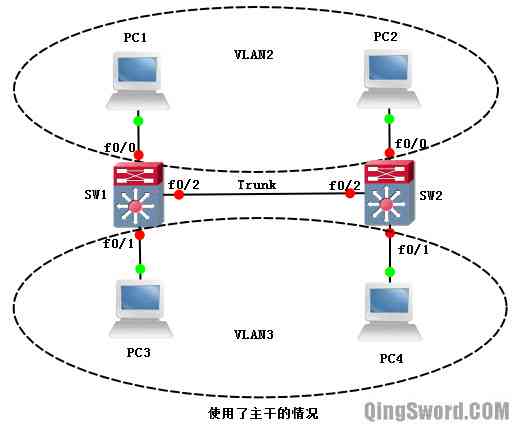 PC1
PC2
VLAN2
f0/0
f0/0
SW1
f0/2
Trunk
f0/2
SW2
f0/1
f0/1
PC3
VLAN3
PC4
使用了主干的情况
QingSword.COM